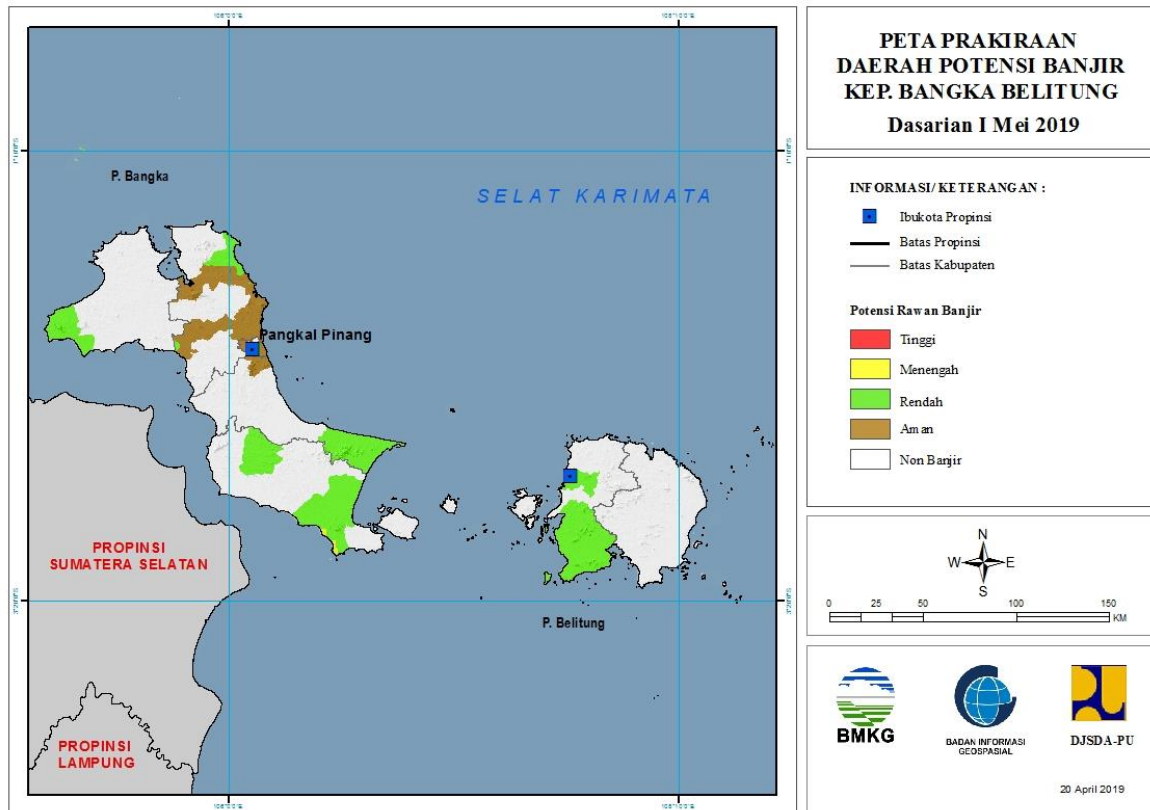 PETA PRAKIRAAN
DAERAH POTENSI BANJIR
KEP. BANGKA BELITUNG
Dasarian I Mei 2019
P. Bangka
SELAT KARIMATA
Pangkal Pinang
PROPINSI
SUMATERA SELATAN
P. Belitung
PROPINSI
LAMPUNG
INFORMASI/ KETERANGAN :
Ibukota Propinsi
Batas Propinsi
Batas Kabupaten
Potensi Rawan Banjir
Tinggi
Menengah
Rendah
Aman
Non Banjir
N
W E
S
0 25 50 100 150
KM
BMKG
BADAN INFORMASI
GEOSPASIAL
DJSDA-PU
20 April 2019